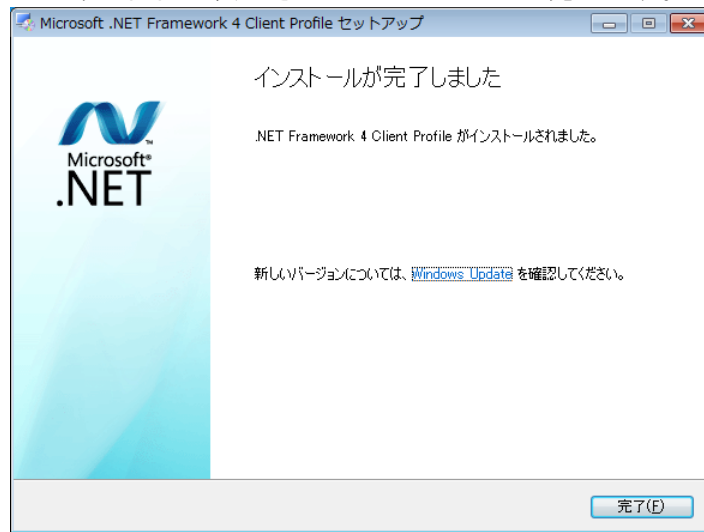 Microsoft .NET Framework 4 Client Profile セットアップ
インストールが完了しました
.NET Framework 4 Client Profile がインストールされました。
Microsoft®
.NET
新しいバージョンについては、Windows Update を確認してください。
完了(F)